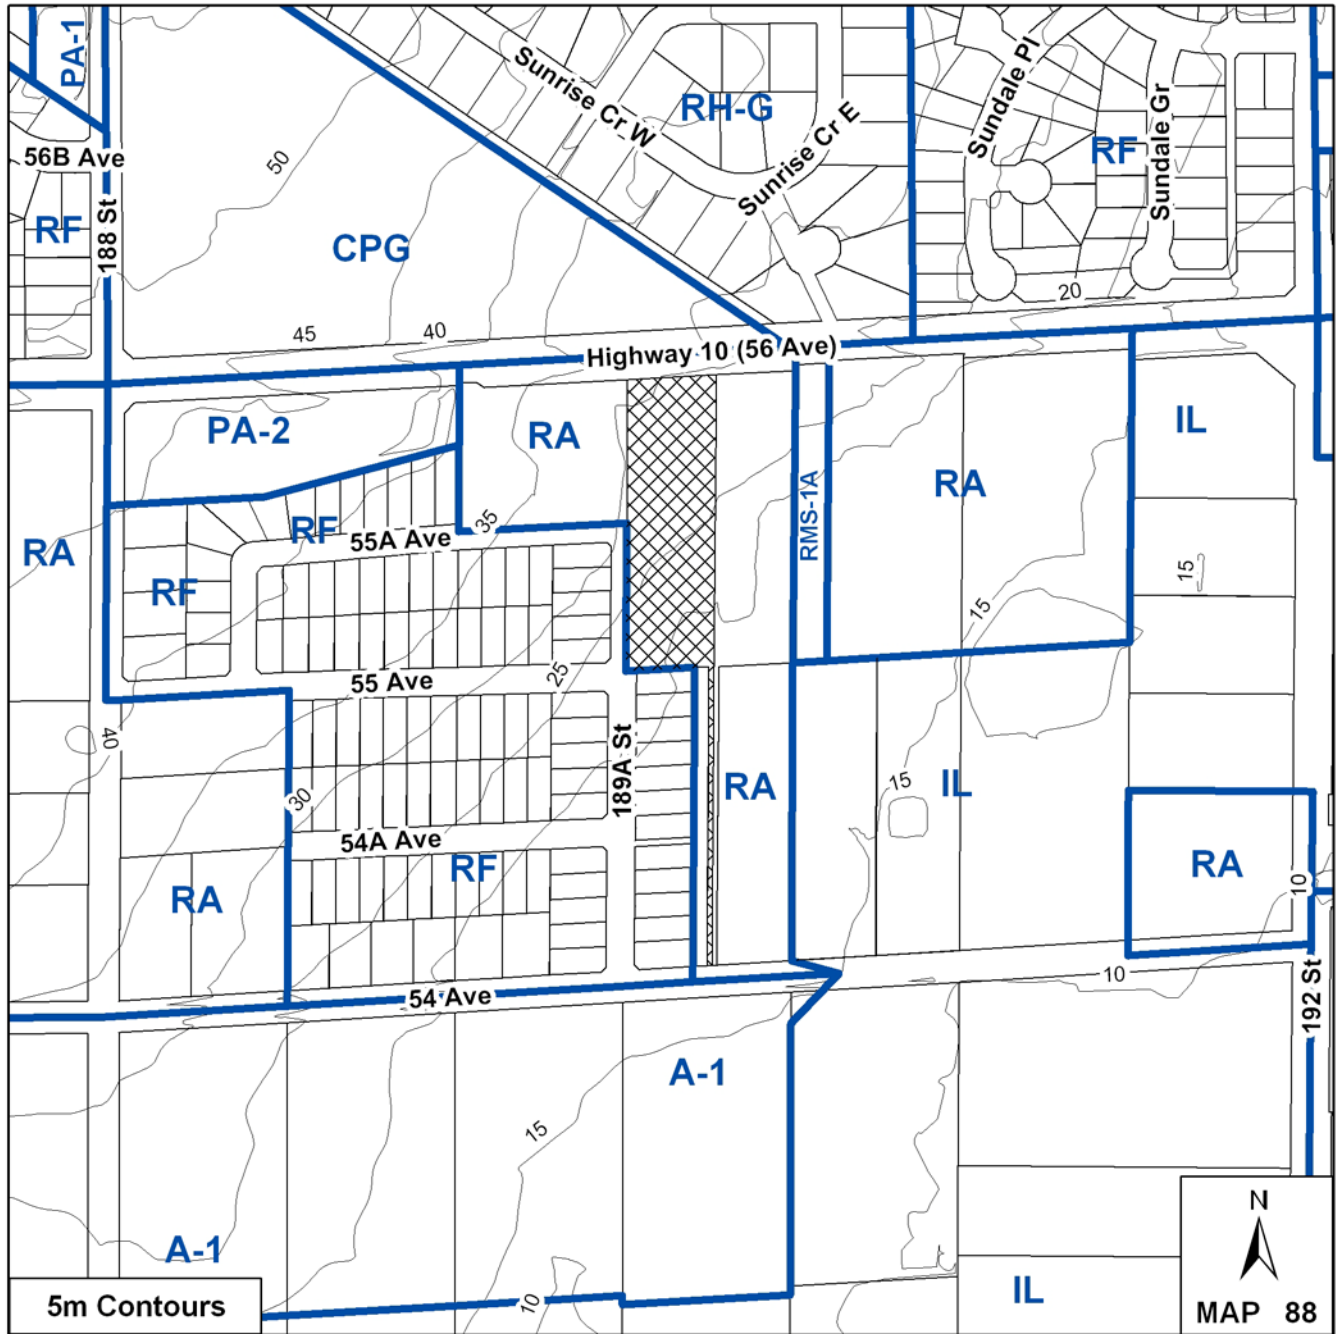 PA-1
Sunrise Cr W
RH-G
Sunrise Cr E
Sundale Pl
RF
Sundale Gr
56B Ave
50
RF
188 St
CPG
20
45
40
Highway 10 (56 Ave)
PA-2
RA
IL
RA
RMS-1A
RF
55A Ave
35
RA
RF
15
15
55 Ave
25
40
189A St
RA
15
IL
30
54A Ave
RF
RA
RA
10
54 Ave
10
192 St
A-1
15
A-1
10
IL
5m Contours
N
MAP 88